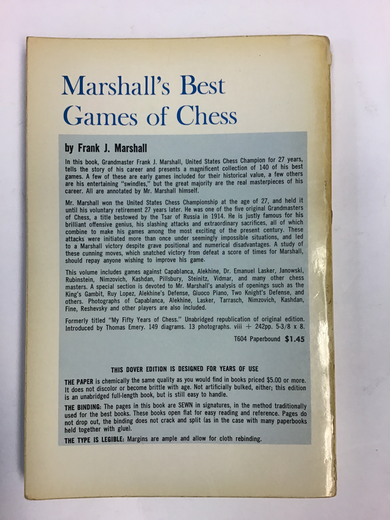 Marshall's Best
Games of Chess
by Frank J. Marshall
In this book, Grandmaster Frank J. Marshall, United States Chess Champion for 27 years,
tells the story of his career and presents a magnificent collection of 140 of his best
games. A few of these are early games included for their historical value, a few others
are his entertaining "swindles," but the great majority are the real masterpieces of his
career. All are annotated by Mr. Marshall himself.
Mr. Marshall won the United States Chess Championship at the age of 27, and held it
until his voluntary retirement 27 years later. He was one of the five original Grandmasters
of Chess, a title bestowed by the Tsar of Russia in 1914. He is justly famous for his
brilliant offensive genius, his slashing attacks and extraordinary sacrifices, all of which
combine to make his games among the most exciting of the present century. These
attacks were initiated more than once under seemingly impossible situations, and led
to a Marshall victory despite grave positional and numerical disadvantages. A study of
these cunning moves, which snatched victory from defeat a score of times for Marshall,
should repay anyone wishing to improve his game.
This volume includes games against Capablanca, Alekhine, Dr. Emanuel Lasker, Janowski,
Rubinstein, Nimzovich, Kashdan, Pillsbury, Steinitz, Vidmar, and many other chess
masters. A special section is devoted to Mr. Marshall's analysis of openings such as the
King's Gambit, Ruy Lopez, Alekhine's Defense, Giuoco Piano, Two Knight's Defense, and
others. Photographs of Capablanca, Alekhine, Lasker, Tarrasch, Nimzovich, Kashdan,
Fine, Reshevsky and other players are also included.
Formerly titled "My Fifty Years of Chess." Unabridged republication of original edition.
Introduced by Thomas Emery. 149 diagrams. 13 photographs. viii + 242pp. 5-3/8 x 8.
T604 Paperbound $1.45
THIS DOVER EDITION IS DESIGNED FOR YEARS OF USE
THE PAPER is chemically the same quality as you would find in books priced $5.00 or more.
It does not discolor or become brittle with age. Not artificially bulked, either; this edition
is an unabridged full-length book, but is still easy to handle.
THE BINDING: The pages in this book are SEWN in signatures, in the method traditionally
used for the best books. These books open flat for easy reading and reference. Pages do
not drop out, the binding does not crack and split (as in the case with many paperbooks
held together with glue).
THE TYPE IS LEGIBLE: Margins are ample and allow for cloth rebinding.